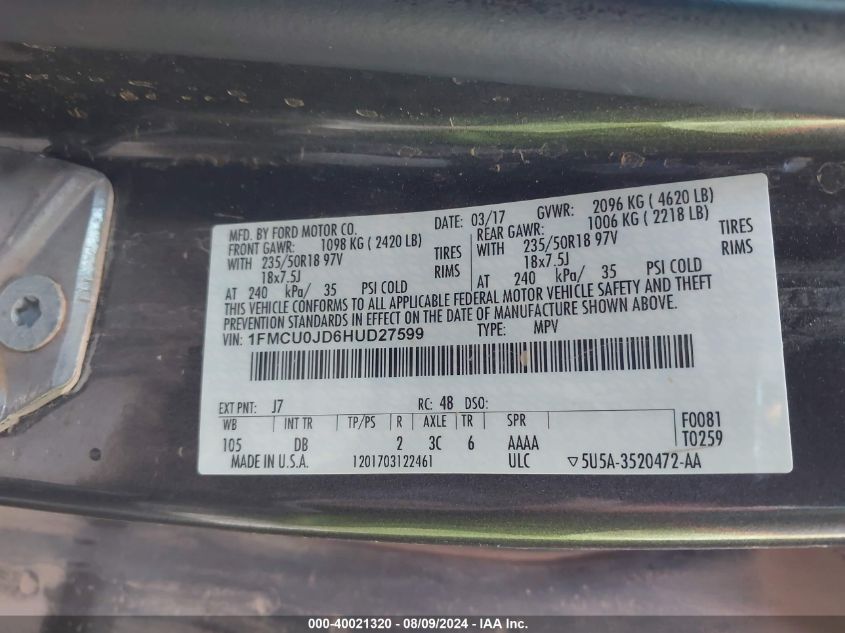 MFD. BY FORD MOTOR CO. DATE: 03/17 GVWR: 2096 KG ( 4620 LB)
FRONT GAWR: 1098 KG ( 2420 LB) REAR GAWR: 1006 KG ( 2218 LB)
WITH 235/50R18 97V TIRES WITH 235/50R18 97V TIRES
18x7.5J RIMS 18x7.5J RIMS
AT 240 kPa/ 35 PSI COLD AT 240 kPa/ 35 PSI COLD
THIS VEHICLE CONFORMS TO ALL APPLICABLE FEDERAL MOTOR VEHICLE SAFETY AND THEFT
PREVENTION STANDARDS IN EFFECT ON THE DATE OF MANUFACTURE SHOWN ABOVE.
VIN: 1FMCU0JD6HUD27599 TYPE: MPV
EXT PNT: J7 RC: 48 DSO:
WB INT TR TP/PS R AXLE TR SPR F0081
105 DB 2 3C 6 AAAA T0259
MADE IN U.S.A. 1201703122461 ULC ▽5U5A-3520472-AA
000-40021320 - 08/09/2024 - IAA Inc.